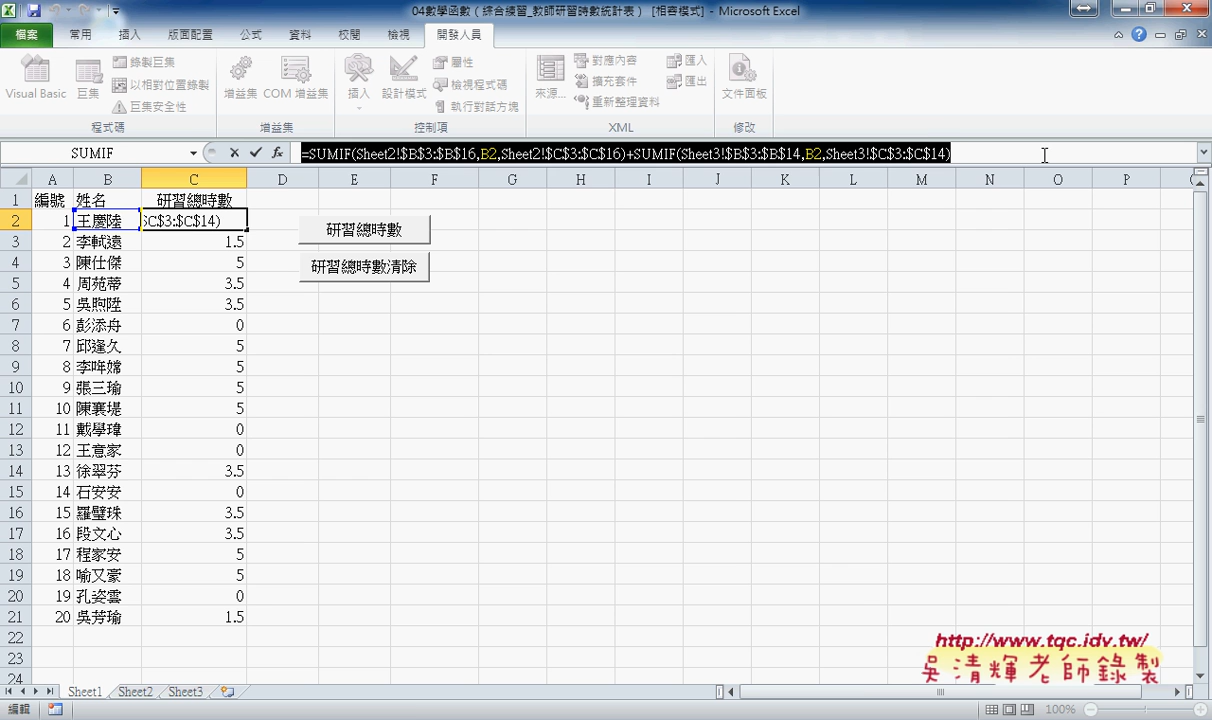 04數學函數（綜合練習_教師研習時數統計表） [相容模式] - Microsoft Excel
檔案 常用 插入 版面配置 公式 資料 校閱 檢視 開發人員
Visual Basic 巨集 錄製巨集 以相對位置錄製 巨集安全性 程式碼
增益集 COM 增益集 增益集
插入 設計模式 屬性 檢視程式碼 執行對話方塊 控制項
來源... 對應內容 擴充套件 重新整理資料 匯入 匯出 XML
文件面板 修改
SUMIF =SUMIF(Sheet2!$B$3:$B$16,B2,Sheet2!$C$3:$C$16)+SUMIF(Sheet3!$B$3:$B$14,B2,Sheet3!$C$3:$C$14)
A B C D E F G H I J K L M N O P
1 編號 姓名 研習總時數
2 1 王慶陸 $C$3:$C$14)
研習總時數
3 2 李軾遠 1.5
4 3 陳仕傑 5
研習總時數清除
5 4 周苑蒂 3.5
6 5 吳煦陞 3.5
7 6 彭添舟 0
8 7 邱逢久 5
9 8 李哖嫦 5
10 9 張三瑜 5
11 10 陳襄堤 5
12 11 戴學瑋 0
13 12 王意家 0
14 13 徐翠芬 3.5
15 14 石安安 0
16 15 羅璧珠 3.5
17 16 段文心 3.5
18 17 程家安 5
19 18 喻又豪 5
20 19 孔姿雲 0
21 20 吳芳瑜 1.5
22
23
24
http://www.tqc.idv.tw/
吳清輝老師錄製
Sheet1 Sheet2 Sheet3
編輯 100%